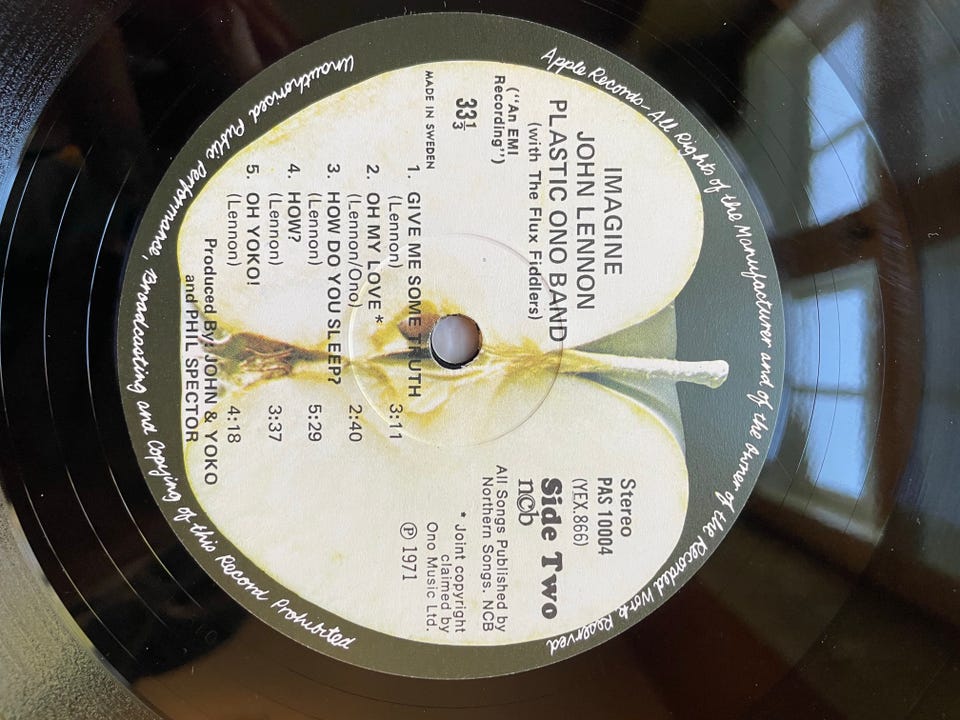 Apple Records-All Rights of the Manufacturer and of the Owner of the Recorded Work Reserved
IMAGINE
JOHN LENNON
PLASTIC ONO BAND
(with The Flux Fiddlers)
("An EMI
Recording")
33⅓
MADE IN SWEDEN
Stereo
PAS 10004
(YEX.866)
Side Two
ncb
All Songs Published by
Northern Songs. NCB
* Joint copyright
claimed by
Ono Music Ltd.
Ⓟ 1971
1. GIVE ME SOME TRUTH 3:11
(Lennon)
2. OH MY LOVE * 2:40
(Lennon/Ono)
3. HOW DO YOU SLEEP? 5:29
(Lennon)
4. HOW? 3:37
(Lennon)
5. OH YOKO! 4:18
(Lennon)
Produced By: JOHN & YOKO
and PHIL SPECTOR
Unauthorised Public Performance, Broadcasting and Copying of this Record Prohibited